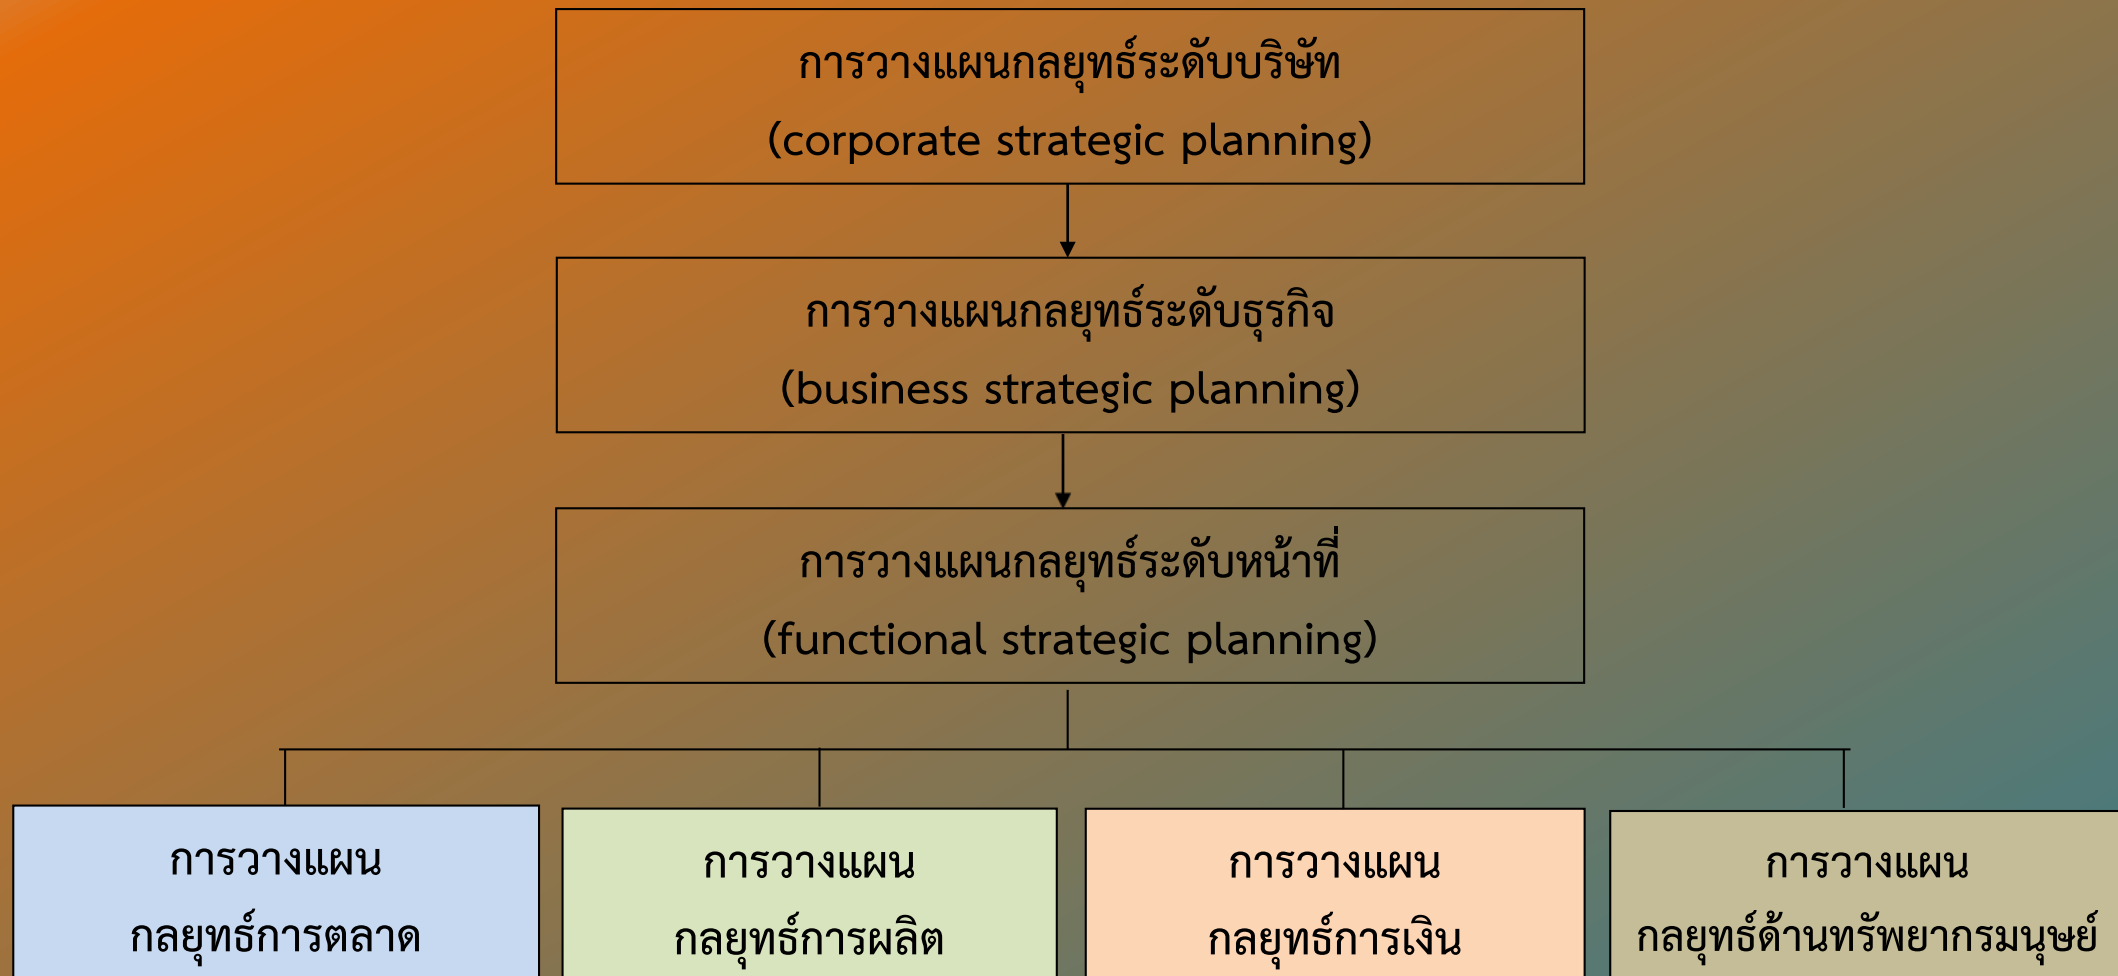 การวางแผนกลยุทธ์ระดับบริษัท
(corporate strategic planning)
การวางแผนกลยุทธ์ระดับธุรกิจ
(business strategic planning)
การวางแผนกลยุทธ์ระดับหน้าที่
(functional strategic planning)
การวางแผน
กลยุทธ์การตลาด
การวางแผน
กลยุทธ์การผลิต
การวางแผน
กลยุทธ์การเงิน
การวางแผน
กลยุทธ์ด้านทรัพยากรมนุษย์